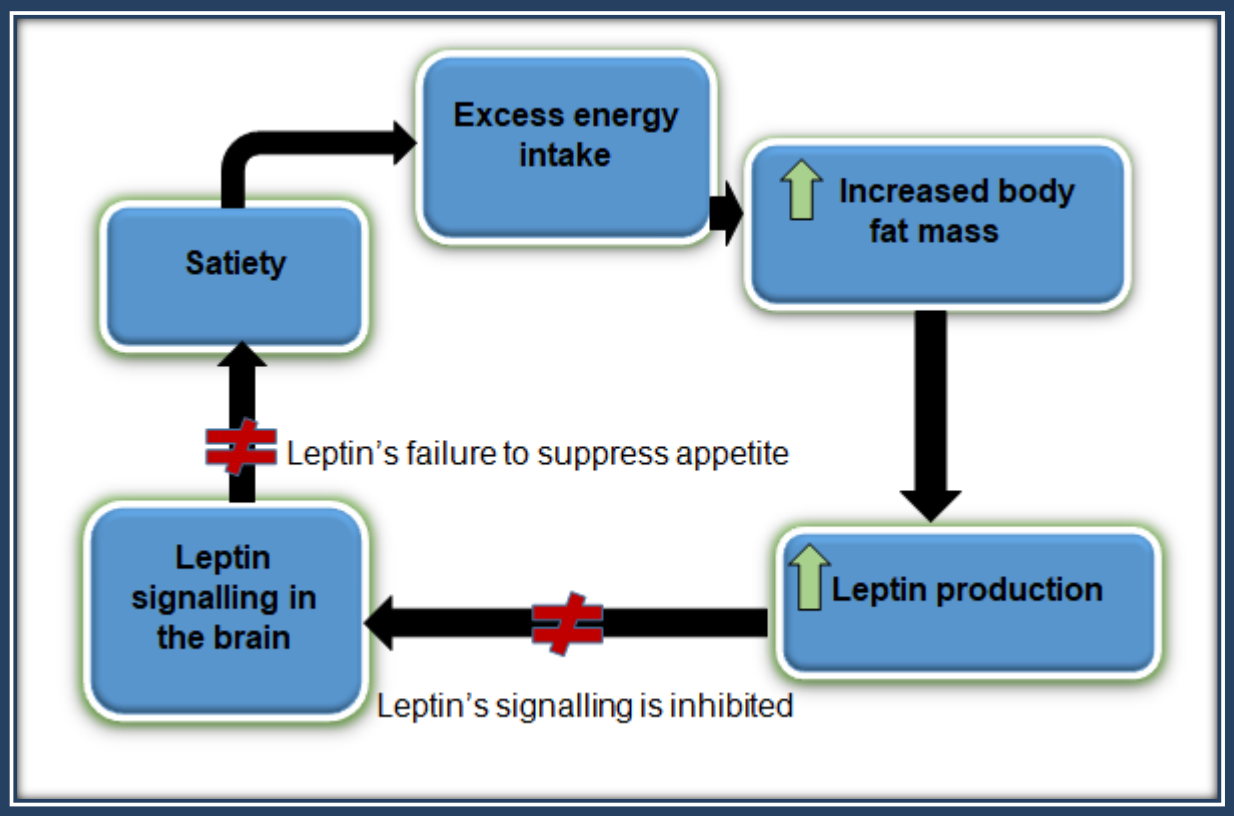 Excess energy
intake
Increased body
fat mass
Satiety
Leptin's failure to suppress appetite
Leptin
signalling in
the brain
Leptin production
Leptin's signalling is inhibited